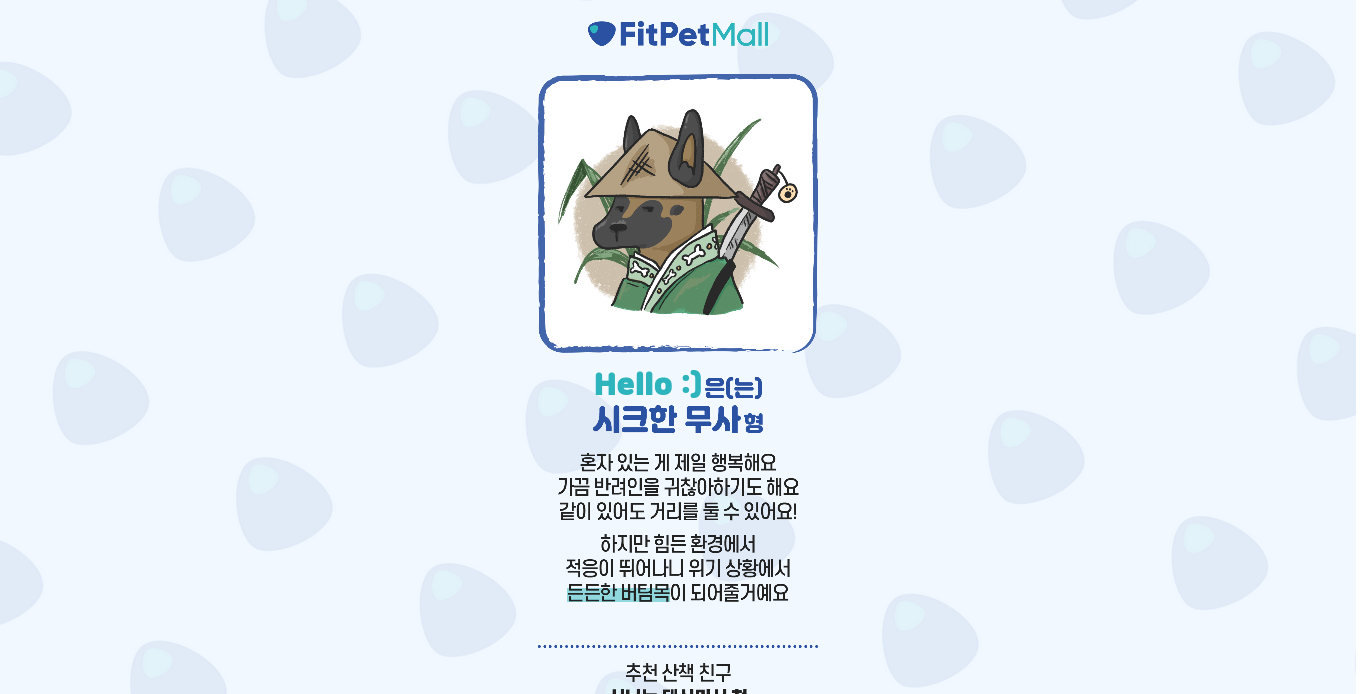 FitPetMall
Hello :)은(는)
시크한 무사형
혼자 있는 게 제일 행복해요
가끔 반려인을 귀찮아하기도 해요
같이 있어도 거리를 둘 수 있어요!
하지만 힘든 환경에서
적응이 뛰어나니 위기 상황에서
든든한 버팀목이 되어줄거예요
추천 산책 친구